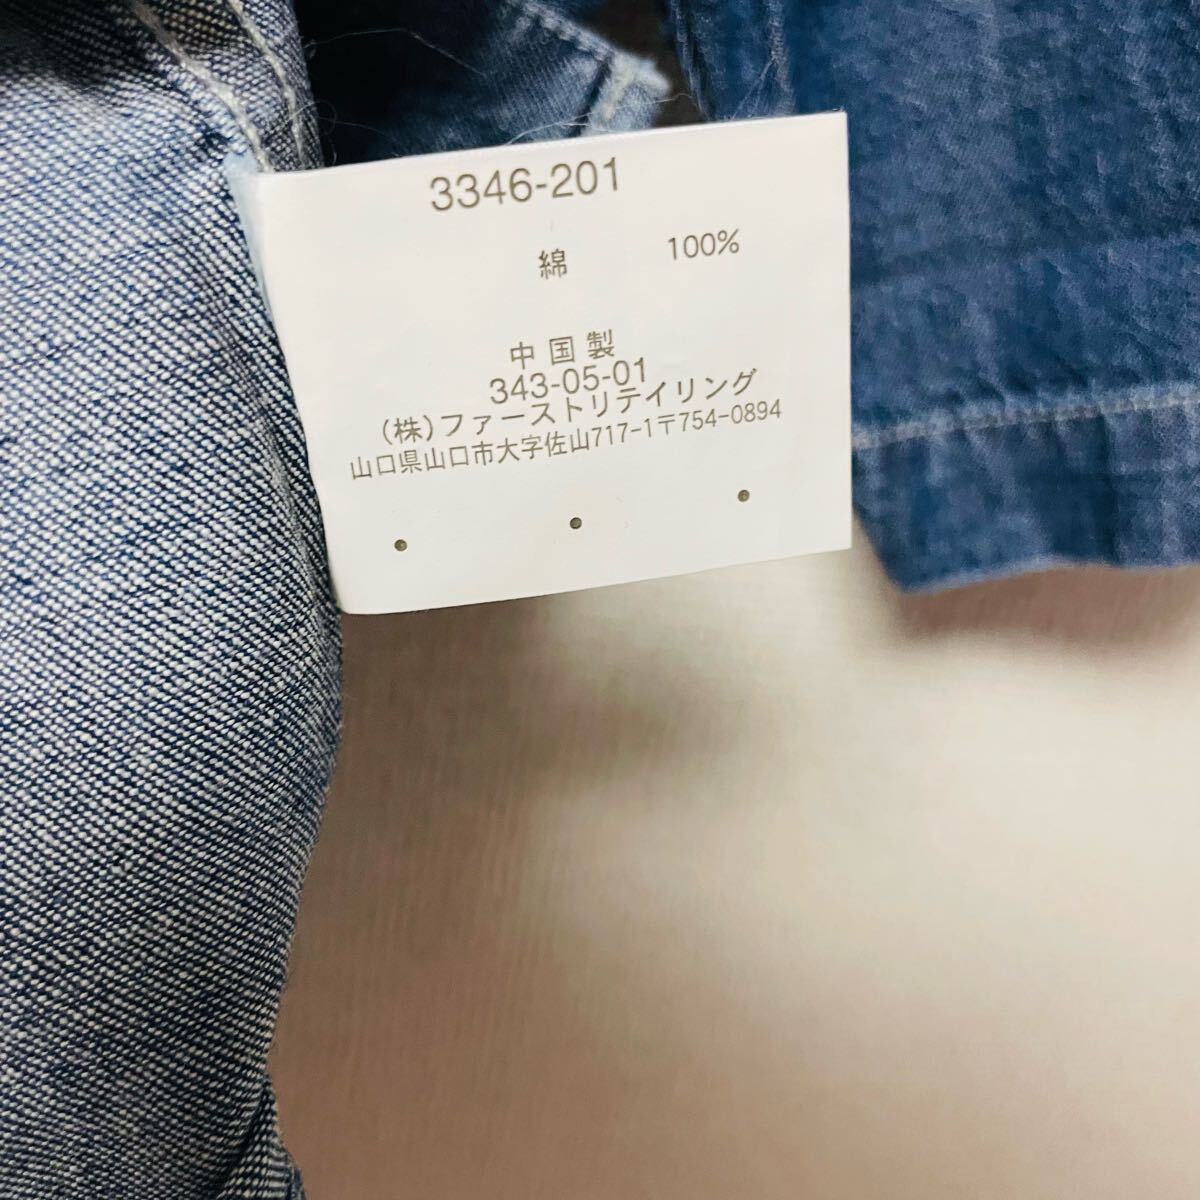 3346-201
綿 100%
中国製
343-05-01
(株)ファーストリテイリング
山口県山口市大字佐山717-1〒754-0894